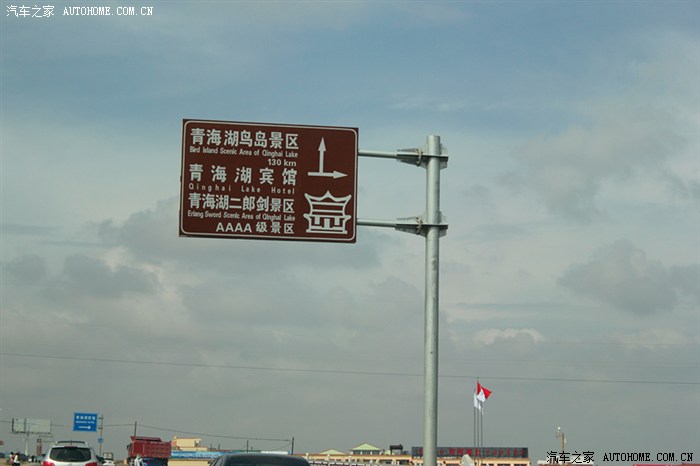 汽车之家 AUTOHOME.COM.CN
青海湖鸟岛景区
Bird Island Scenic Area of Qinghai Lake
130 km
青海湖宾馆
Qinghai Lake Hotel
青海湖二郎剑景区
Erlang Sword Scenic Area of Qinghai Lake
AAAA级景区
汽车之家 AUTOHOME.COM.CN